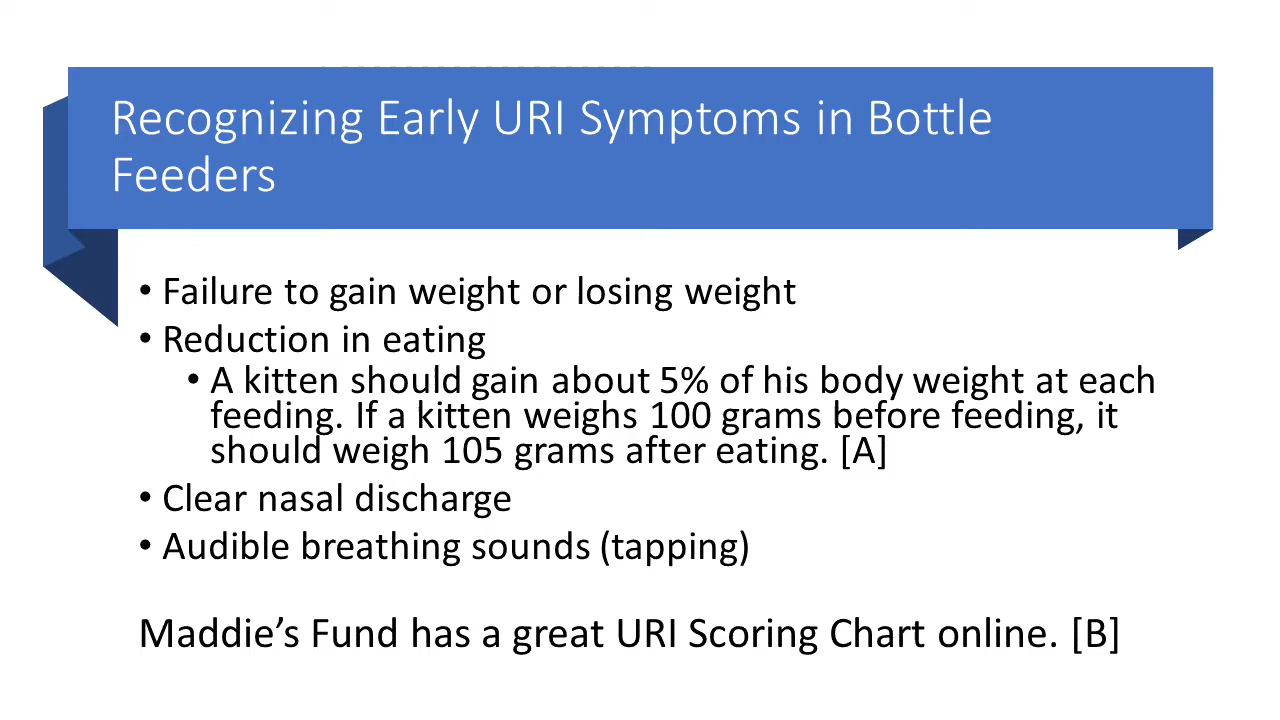 Recognizing Early URI Symptoms in Bottle
Feeders
• Failure to gain weight or losing weight
• Reduction in eating
• A kitten should gain about 5% of his body weight at each
feeding. If a kitten weighs 100 grams before feeding, it
should weigh 105 grams after eating. [A]
• Clear nasal discharge
• Audible breathing sounds (tapping)
Maddie’s Fund has a great URI Scoring Chart online. [B]